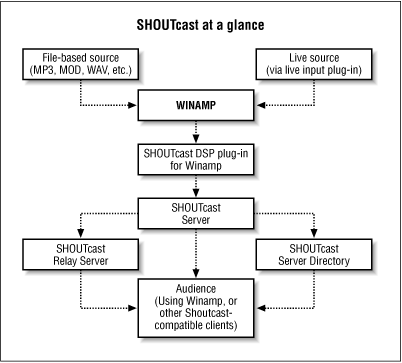 SHOUTcast at a glance
File-based source
(MP3, MOD, WAV, etc.)
Live source
(via live input plug-in)
WINAMP
SHOUTcast DSP plug-in
for Winamp
SHOUTcast
Server
SHOUTcast
Relay Server
SHOUTcast
Server Directory
Audience
(Using Winamp, or
other Shoutcast-
compatible clients)